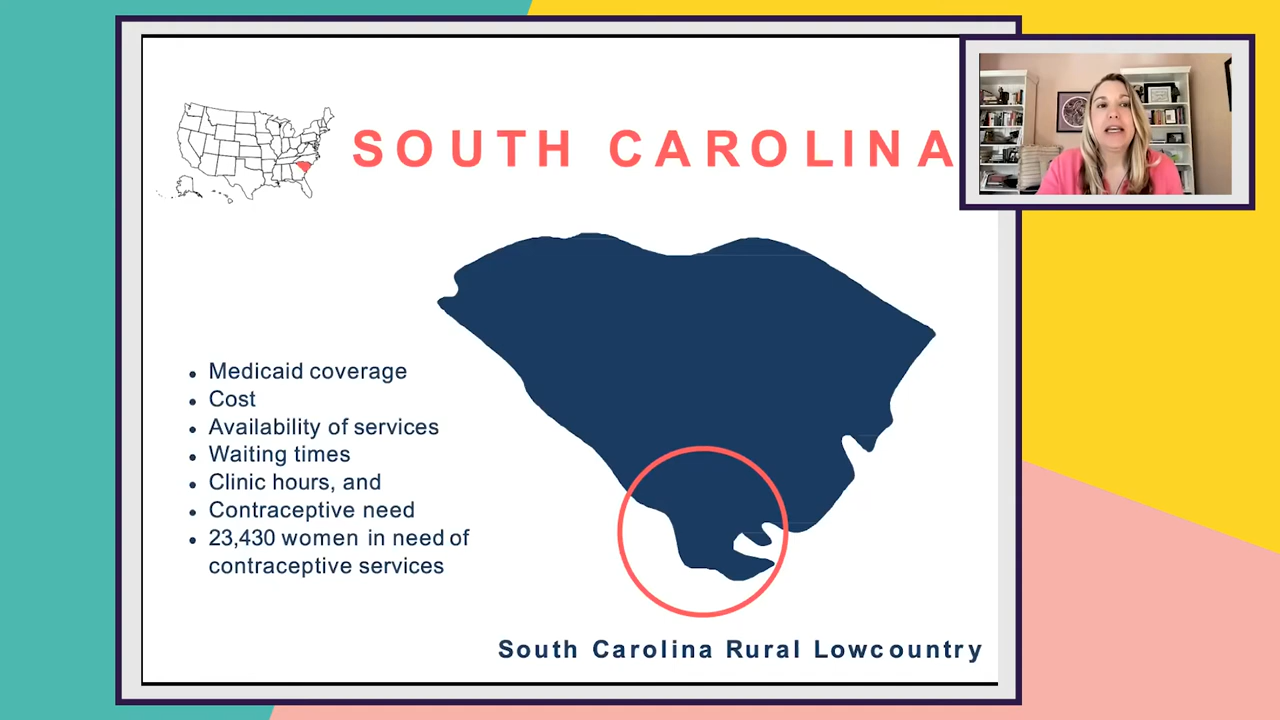 SOUTH CAROLINA
Medicaid coverage
Cost
Availability of services
Waiting times
Clinic hours, and
Contraceptive need
23,430 women in need of
contraceptive services
South Carolina Rural Lowcountry